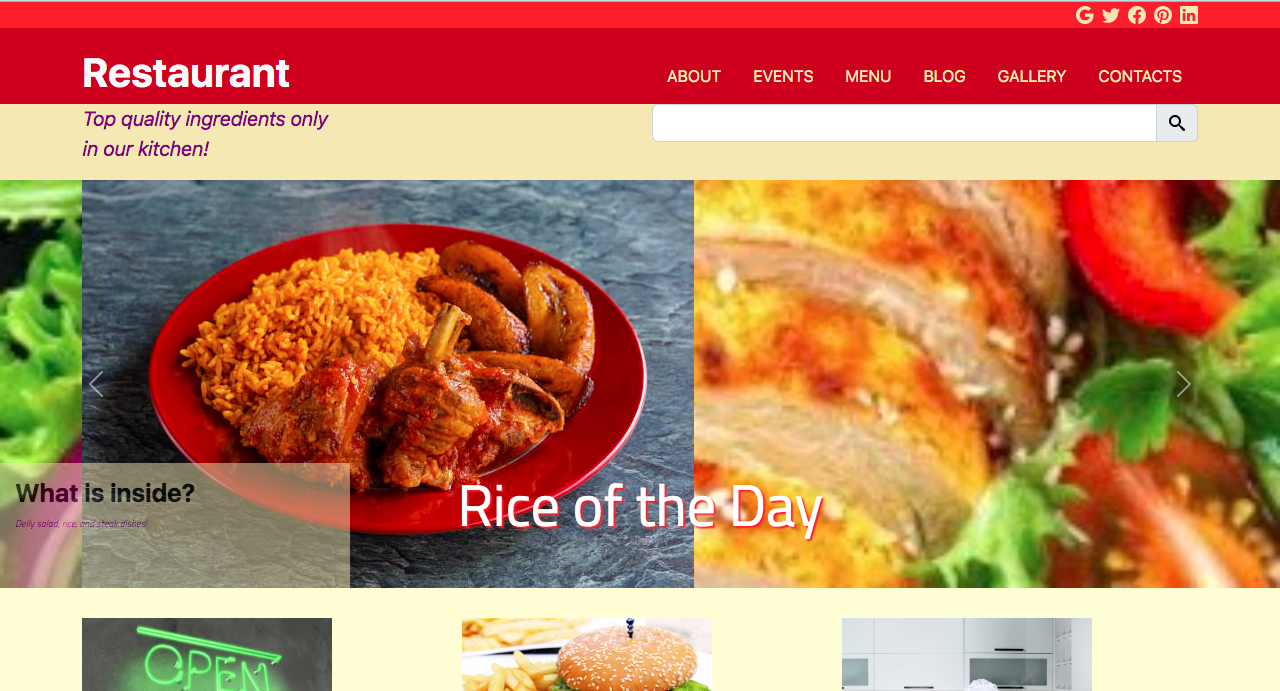 Restaurant
ABOUT EVENTS MENU BLOG GALLERY CONTACTS
Top quality ingredients only
in our kitchen!
What is inside?
Delly salad, rice, and steak dishes!
Rice of the Day
OPEN